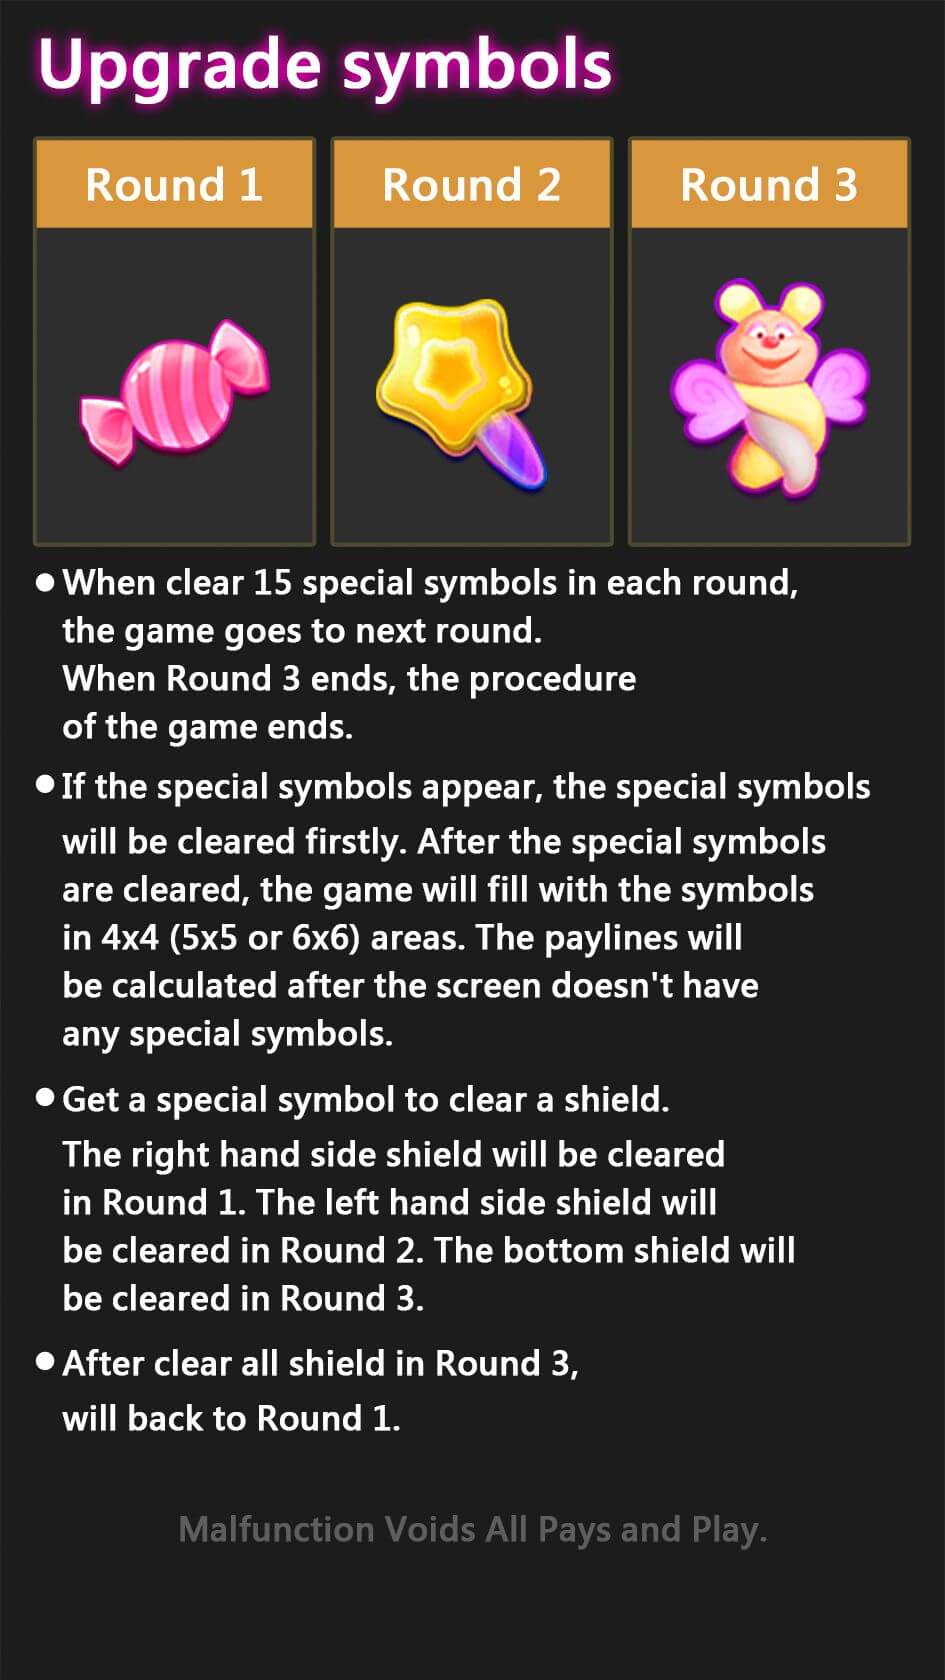 Upgrade symbols
Round 1
Round 2
Round 3
● When clear 15 special symbols in each round,
the game goes to next round.
When Round 3 ends, the procedure
of the game ends.
● If the special symbols appear, the special symbols
will be cleared firstly. After the special symbols
are cleared, the game will fill with the symbols
in 4x4 (5x5 or 6x6) areas. The paylines will
be calculated after the screen doesn't have
any special symbols.
● Get a special symbol to clear a shield.
The right hand side shield will be cleared
in Round 1. The left hand side shield will
be cleared in Round 2. The bottom shield will
be cleared in Round 3.
● After clear all shield in Round 3,
will back to Round 1.
Malfunction Voids All Pays and Play.